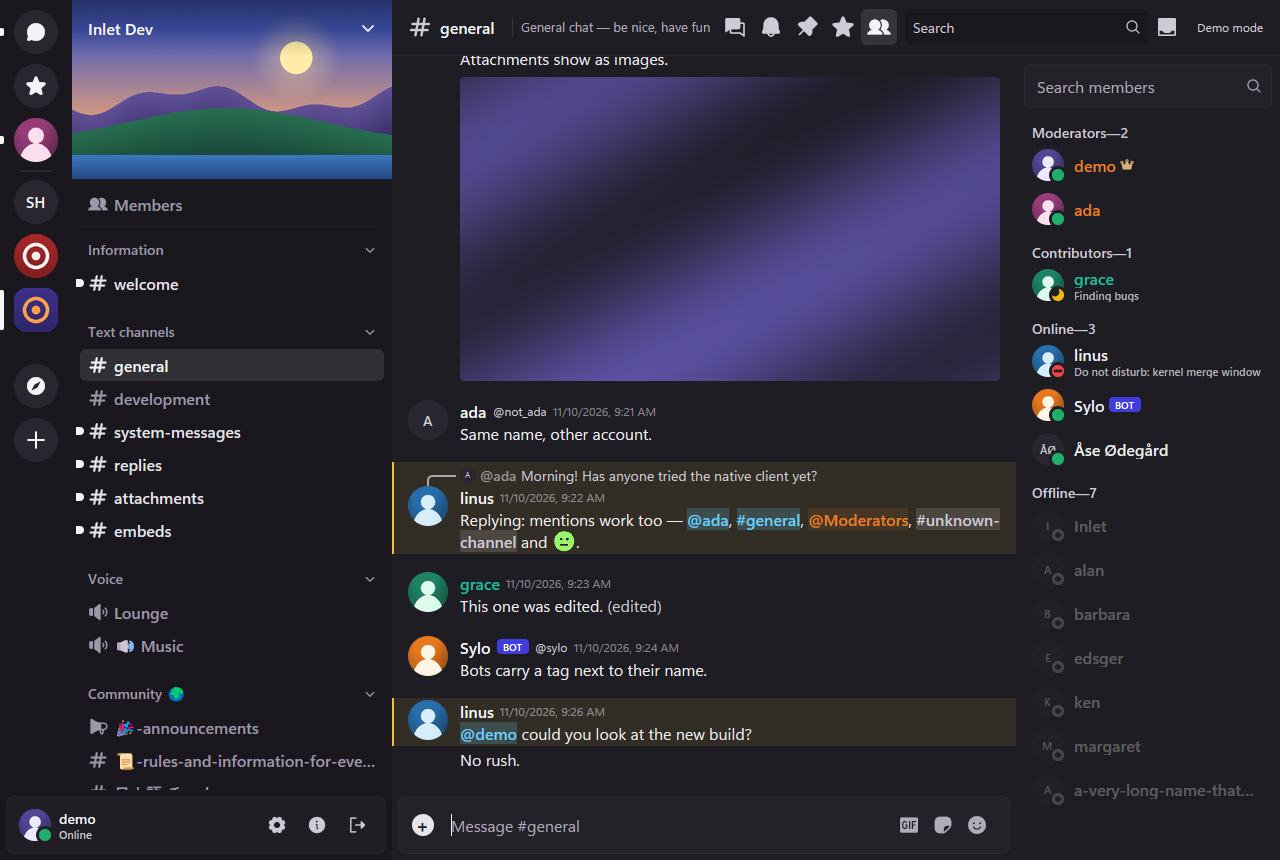 Inlet Dev
SH
Members
Information
welcome
Text channels
general
development
system-messages
replies
attachments
embeds
Voice
Lounge
Music
Community 🌍
🎉-announcements
📜-rules-and-information-for-eve...
demo
Online
general
General chat — be nice, have fun
Search
Demo mode
Attachments show as images.
A
ada @not_ada 11/10/2026, 9:21 AM
Same name, other account.
A @ada Morning! Has anyone tried the native client yet?
linus 11/10/2026, 9:22 AM
Replying: mentions work too — @ada, #general, @Moderators, #unknown-
channel and 😐.
grace 11/10/2026, 9:23 AM
This one was edited. (edited)
Sylo BOT @sylo 11/10/2026, 9:24 AM
Bots carry a tag next to their name.
linus 11/10/2026, 9:26 AM
@demo could you look at the new build?
No rush.
Message #general
GIF
Search members
Moderators—2
demo
ada
Contributors—1
grace
Finding bugs
Online—3
linus
Do not disturb: kernel merge window
Sylo BOT
ÅØ
Åse Ødegård
Offline—7
I
Inlet
A
alan
B
barbara
E
edsger
K
ken
M
margaret
A
a-very-long-name-that...